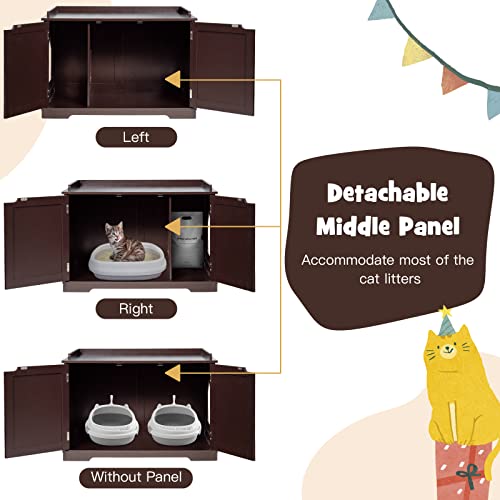 Left
Right
Without Panel
Detachable
Middle Panel
Accommodate most of the
cat litters